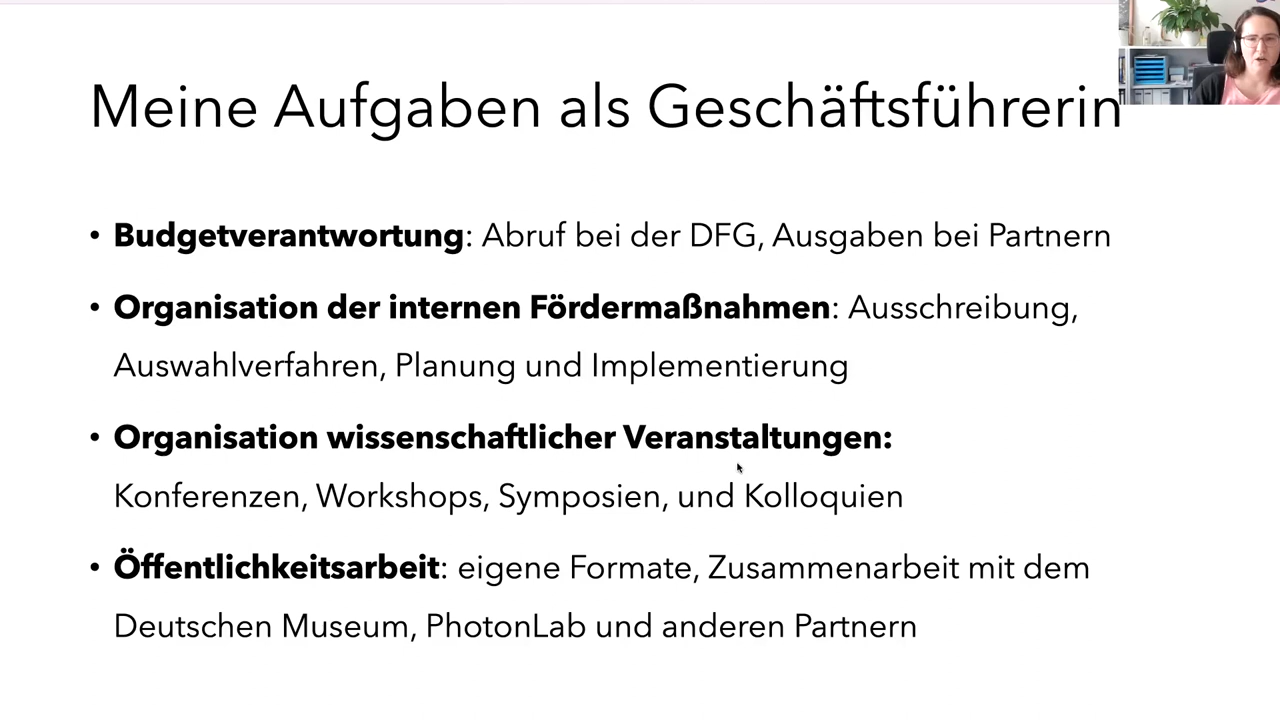 Meine Aufgaben als Geschäftsführerin
• Budgetverantwortung: Abruf bei der DFG, Ausgaben bei Partnern
• Organisation der internen Fördermaßnahmen: Ausschreibung,
Auswahlverfahren, Planung und Implementierung
• Organisation wissenschaftlicher Veranstaltungen:
Konferenzen, Workshops, Symposien, und Kolloquien
• Öffentlichkeitsarbeit: eigene Formate, Zusammenarbeit mit dem
Deutschen Museum, PhotonLab und anderen Partnern